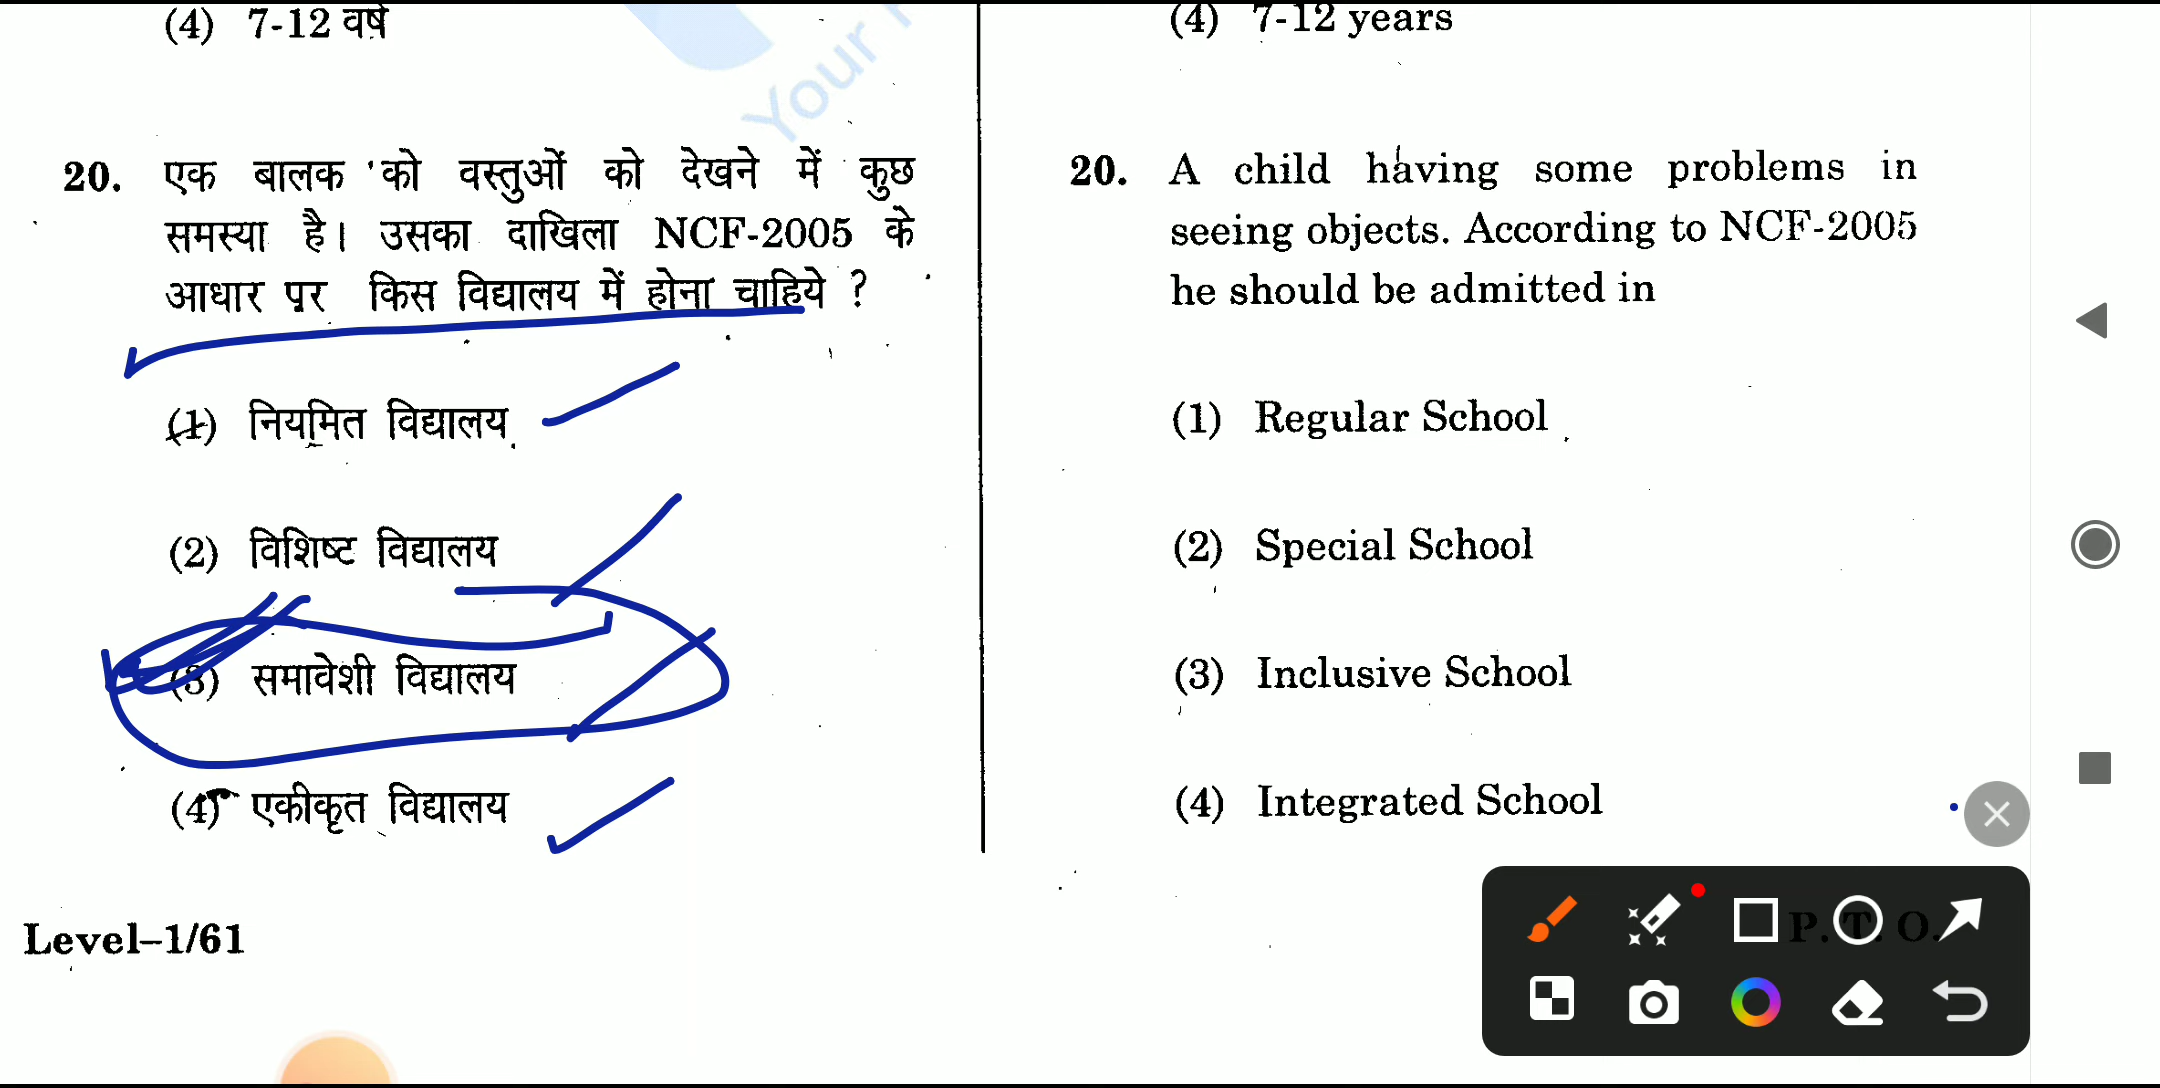 (4) 7-12 वर्ष
20. एक बालक को वस्तुओं को देखने में कुछ
समस्या है। उसका दाखिला NCF-2005 के
आधार पर किस विद्यालय में होना चाहिये ?
(1) नियमित विद्यालय
(2) विशिष्ट विद्यालय
(3) समावेशी विद्यालय
(4) एकीकृत विद्यालय
Level-1/61
Your
(4) 7-12 years
20. A child having some problems in
seeing objects. According to NCF-2005
he should be admitted in
(1) Regular School
(2) Special School
(3) Inclusive School
(4) Integrated School
P. T. O.